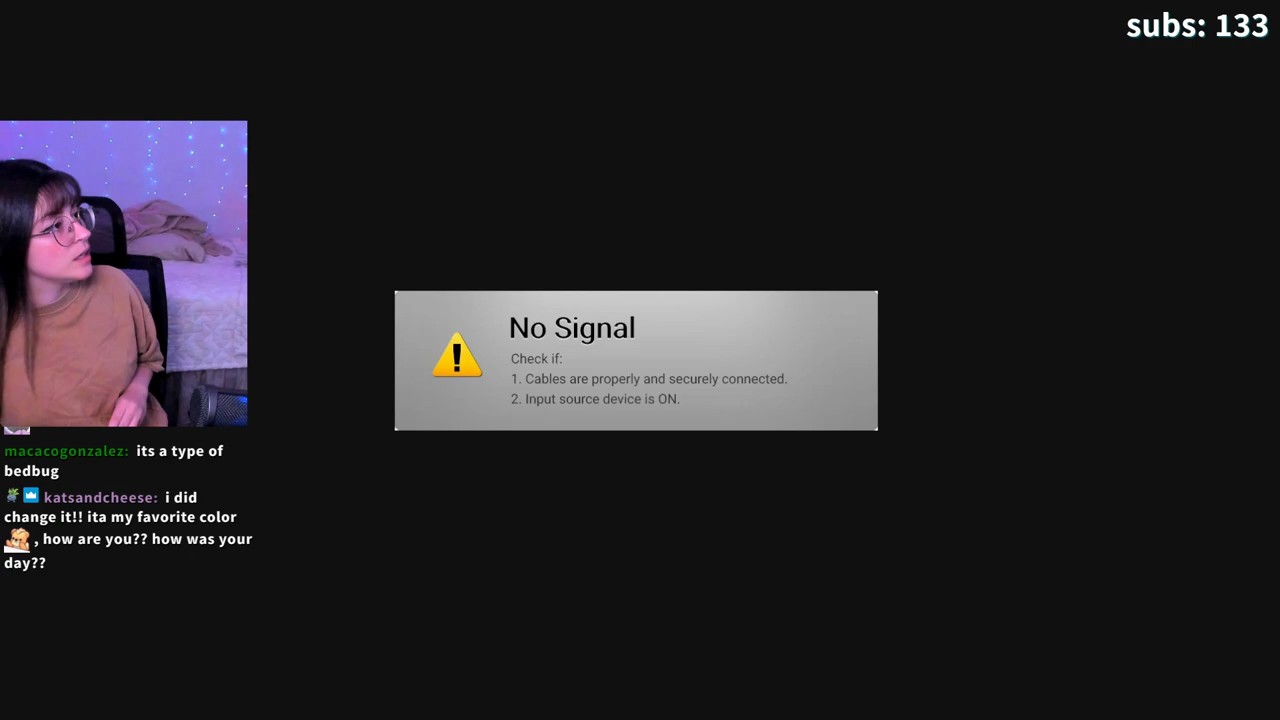 subs: 133
No Signal
Check if:
1. Cables are properly and securely connected.
2. Input source device is ON.
macacogonzalez: its a type of
bedbug
katsandcheese: i did
change it!! ita my favorite color
, how are you?? how was your
day??